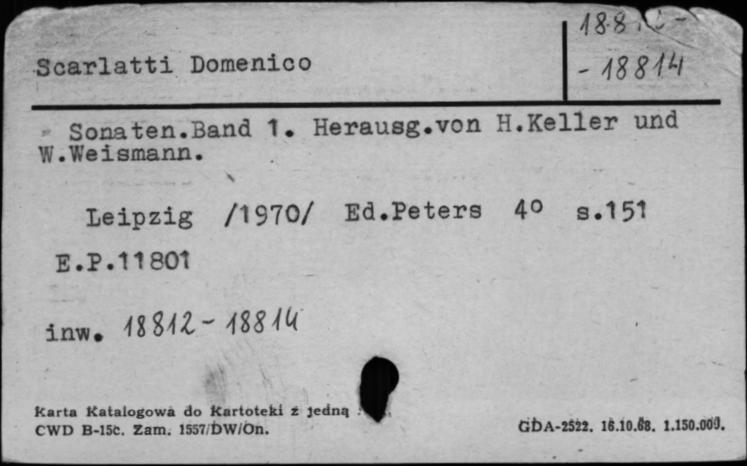 1881 -
- 18814
Scarlatti Domenico
Sonaten.Band 1. Herausg.von H.Keller und
W.Weismann.
Leipzig /1970/ Ed.Peters 4o s.151
E.P.11801
inw. 18812 - 18814
Karta Katalogowa do Kartoteki z jedną
CWD B-15c. Zam. 1557/DW/On.
GDA-2522. 16.10.68. 1.150.000.